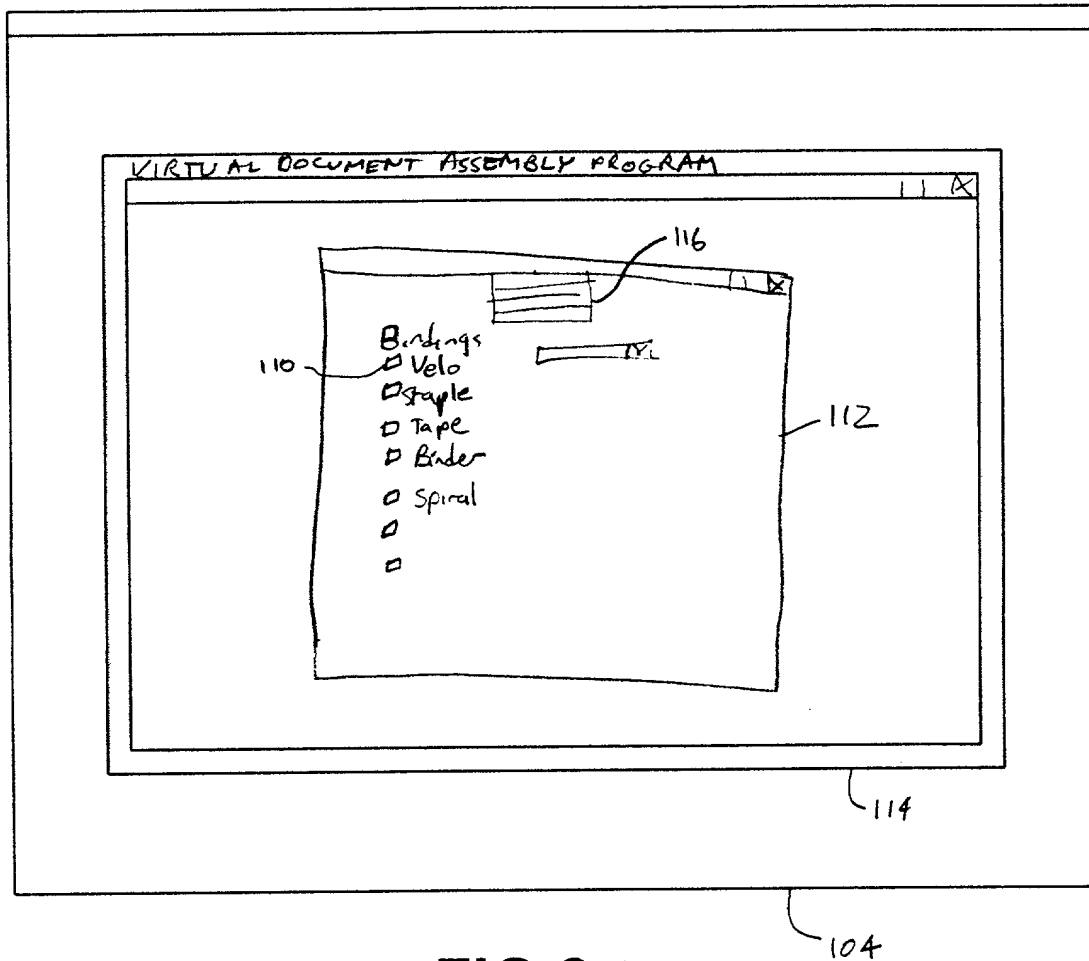 VIRTUAL DOCUMENT ASSEMBLY PROGRAM
116
Bindings
110
Velo
Staple
Tape
112
Binder
Spiral
114
104